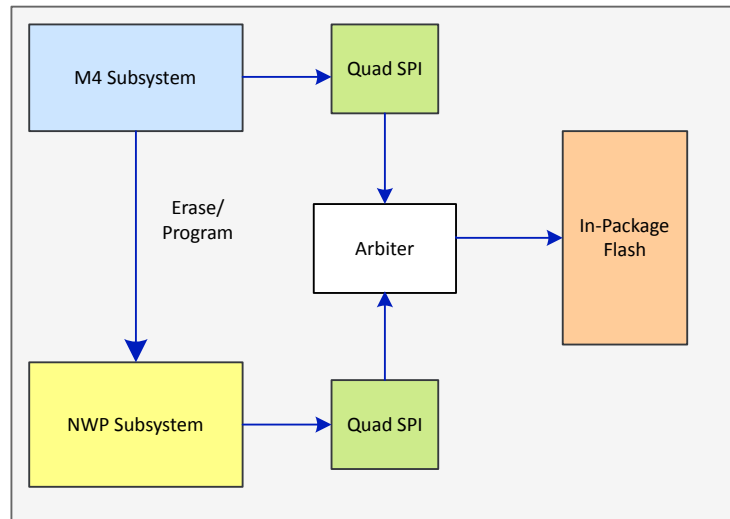 M4 Subsystem
Quad SPI
Erase/
Program
Arbiter
In-Package
Flash
NWP Subsystem
Quad SPI